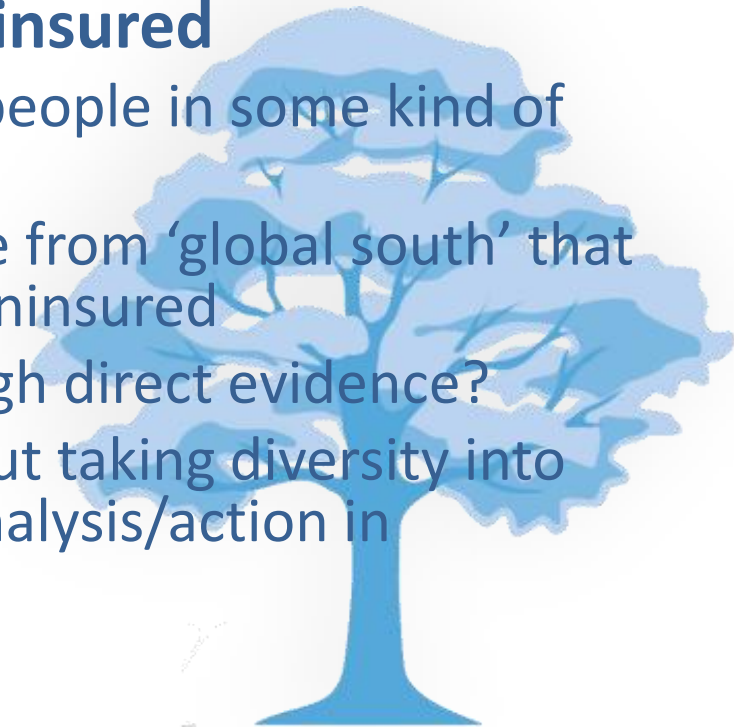 insured
people in some kind of
e from ‘global south’ that
ninsured
gh direct evidence?
ut taking diversity into
nalysis/action in